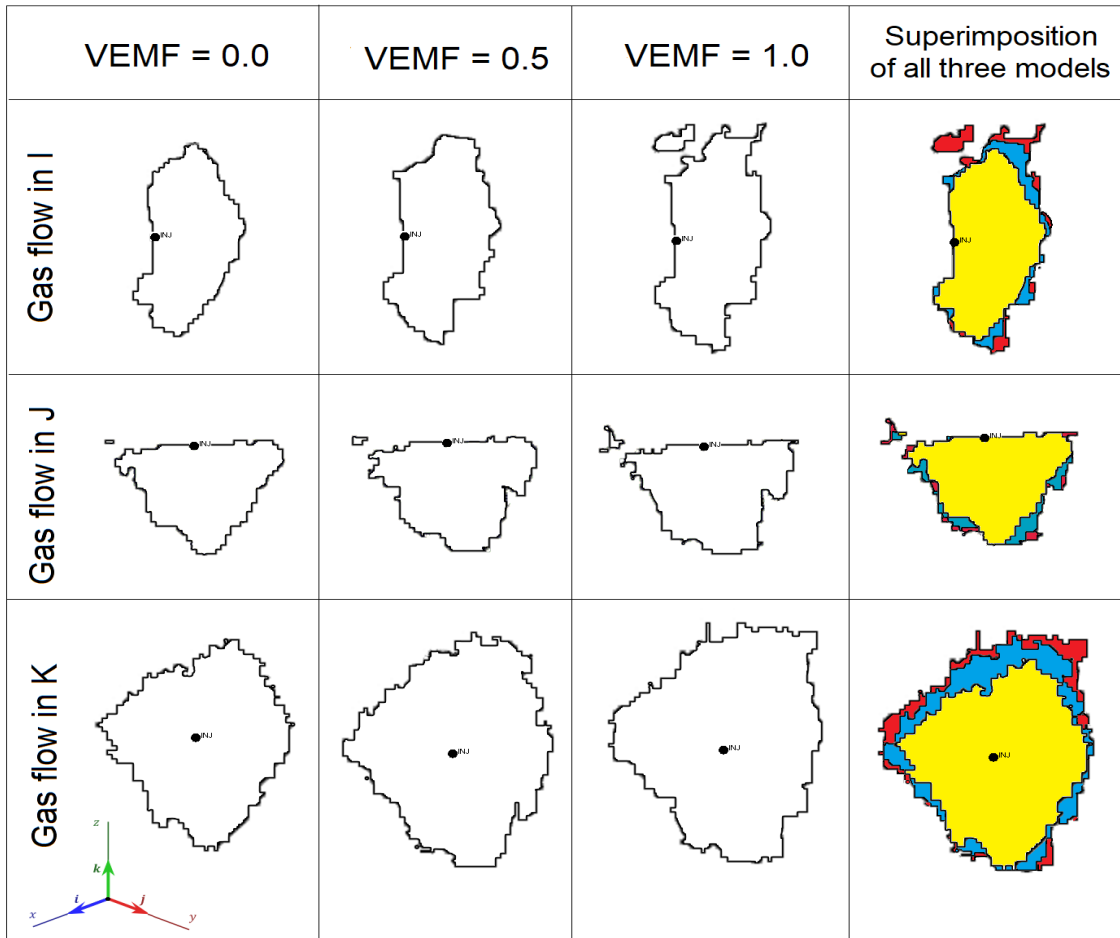 VEMF = 0.0
VEMF = 0.5
VEMF = 1.0
Superimposition
of all three models
Gas flow in I
INJ
INJ
INJ
INJ
Gas flow in J
INJ
INJ
INJ
INJ
Gas flow in K
INJ
INJ
INJ
INJ
z
k
i
j
x
y